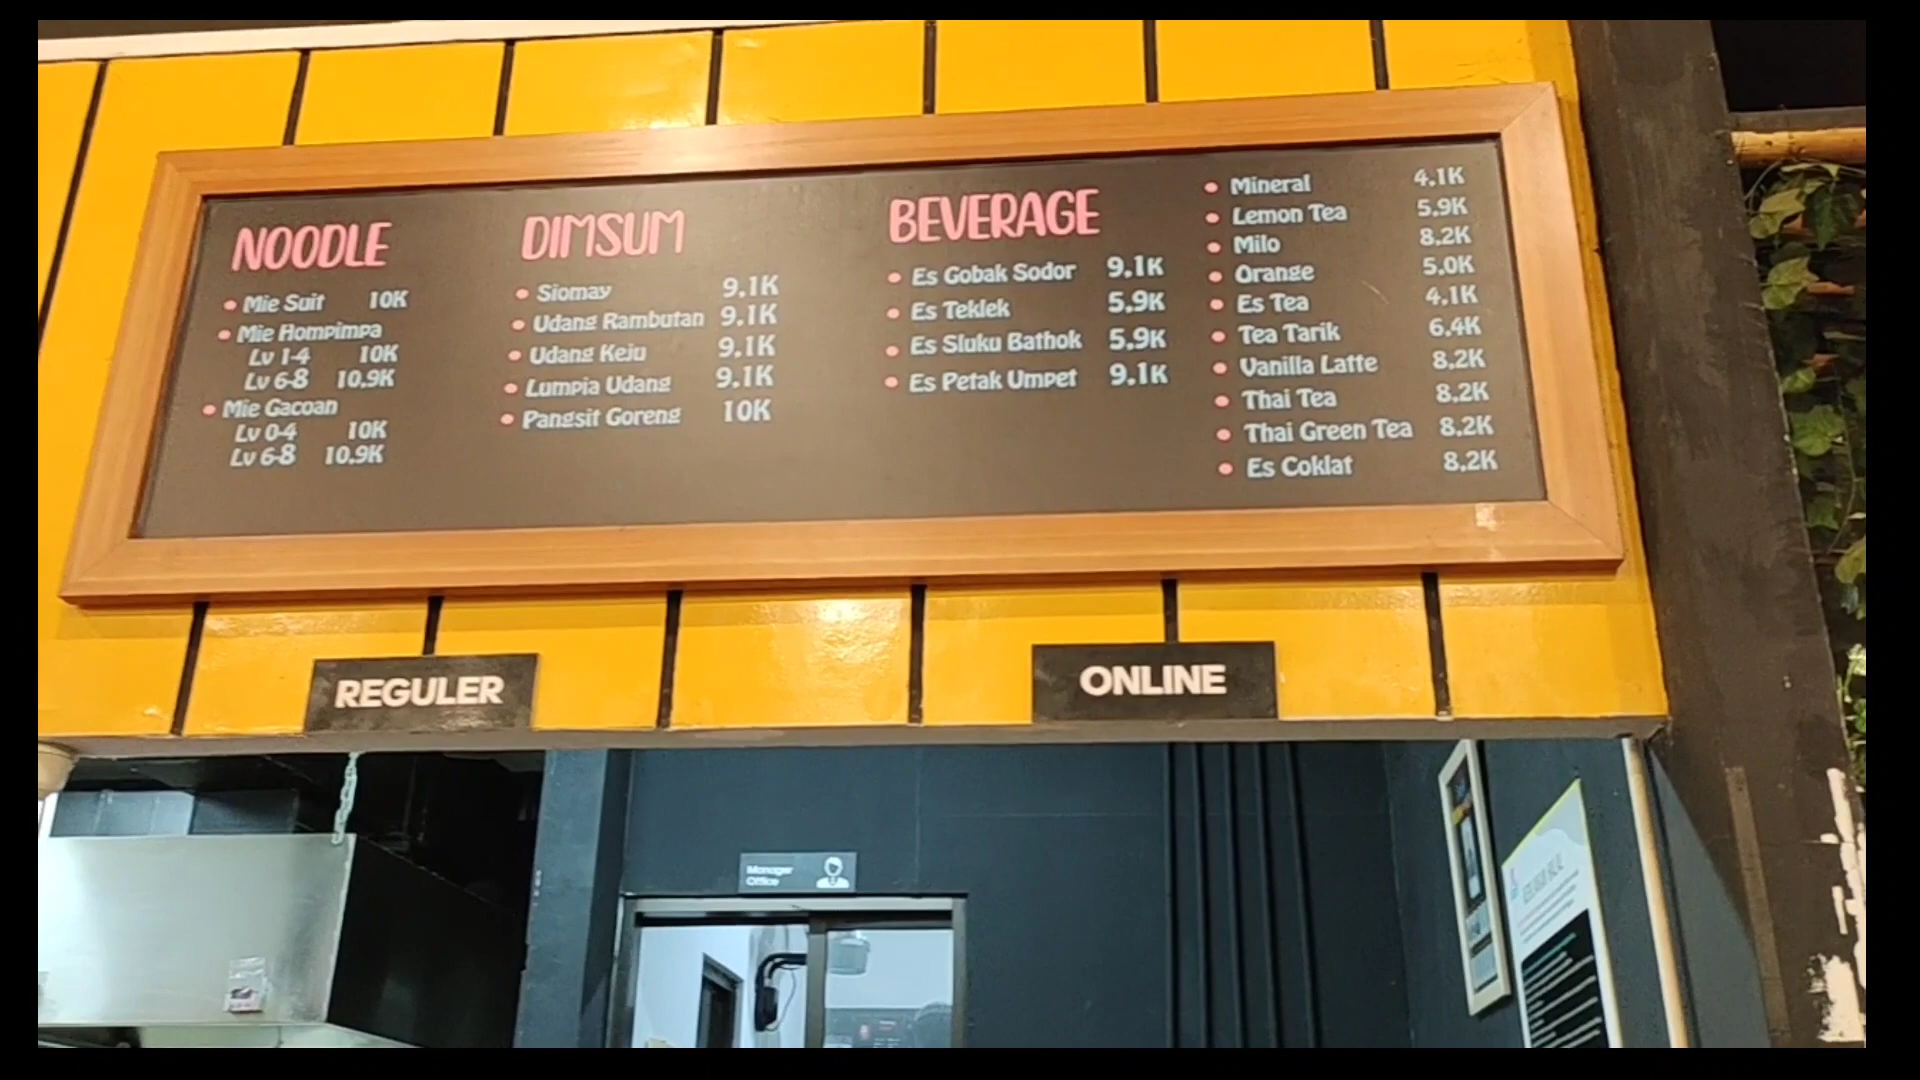 NOODLE
Mie Suit 10K
Mie Hompimpa
Lv 1-4 10K
Lv 6-8 10.9K
Mie Gacoan
Lv 0-4 10K
Lv 6-8 10.9K
DIMSUM
Siomay 9.1K
Udang Rambutan 9.1K
Udang Keju 9.1K
Lumpia Udang 9.1K
Pangsit Goreng 10K
BEVERAGE
Es Gobak Sodor 9.1K
Es Teklek 5.9K
Es Sluku Bathok 5.9K
Es Petak Umpet 9.1K
Mineral 4.1K
Lemon Tea 5.9K
Milo 8.2K
Orange 5.0K
Es Tea 4.1K
Tea Tarik 6.4K
Vanilla Latte 8.2K
Thai Tea 8.2K
Thai Green Tea 8.2K
Es Coklat 8.2K
REGULER
ONLINE
Manager
Office